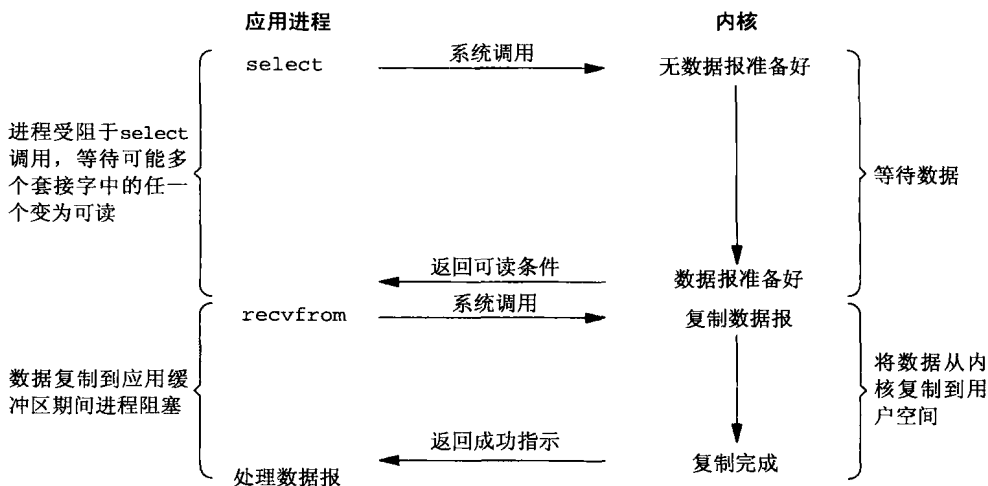 应用进程
内核
select
系统调用
无数据报准备好
进程受阻于select
调用，等待可能多
个套接字中的任一
个变为可读
等待数据
返回可读条件
数据报准备好
recvfrom
系统调用
复制数据报
数据复制到应用缓
冲区期间进程阻塞
将数据从内
核复制到用
户空间
返回成功指示
复制完成
处理数据报